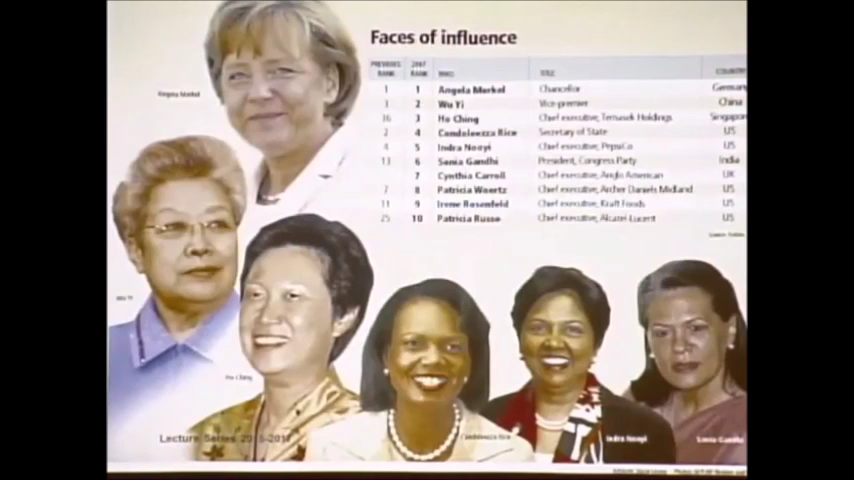 Faces of influence
PREVIOUS RANK 2007 RANK WHO TITLE COUNTRY
1 1 Angela Merkel Chancellor German
3 2 Wu Yi Vice-premier China
36 3 Ho Ching Chief executive, Temasek Holdings Singapor
2 4 Condoleezza Rice Secretary of State US
4 5 Indra Nooyi Chief executive, PepsiCo US
13 6 Sonia Gandhi President, Congress Party India
7 Cynthia Carroll Chief executive, Anglo American UK
7 8 Patricia Woertz Chief executive, Archer Daniels Midland US
11 9 Irene Rosenfeld Chief executive, Kraft Foods US
25 10 Patricia Russo Chief executive, Alcatel-Lucent US
Angela Merkel
Wu Yi
Ho Ching
Condoleezza Rice
Indra Nooyi
Sonia Gandhi
Lecture Series